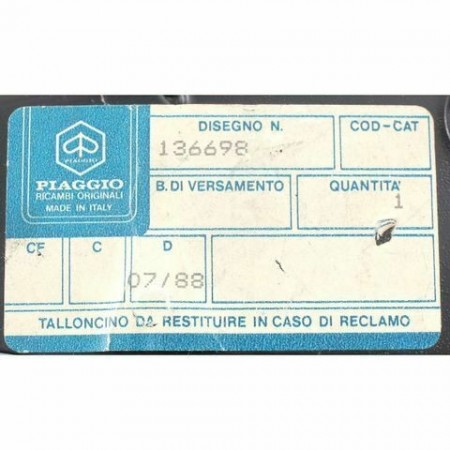 DISEGNO N. COD-CAT
136698
PIAGGIO
PIAGGIO
RICAMBI ORIGINALI
MADE IN ITALY
B. DI VERSAMENTO QUANTITA'
1
CF C D
07/88
TALLONCINO DA RESTITUIRE IN CASO DI RECLAMO